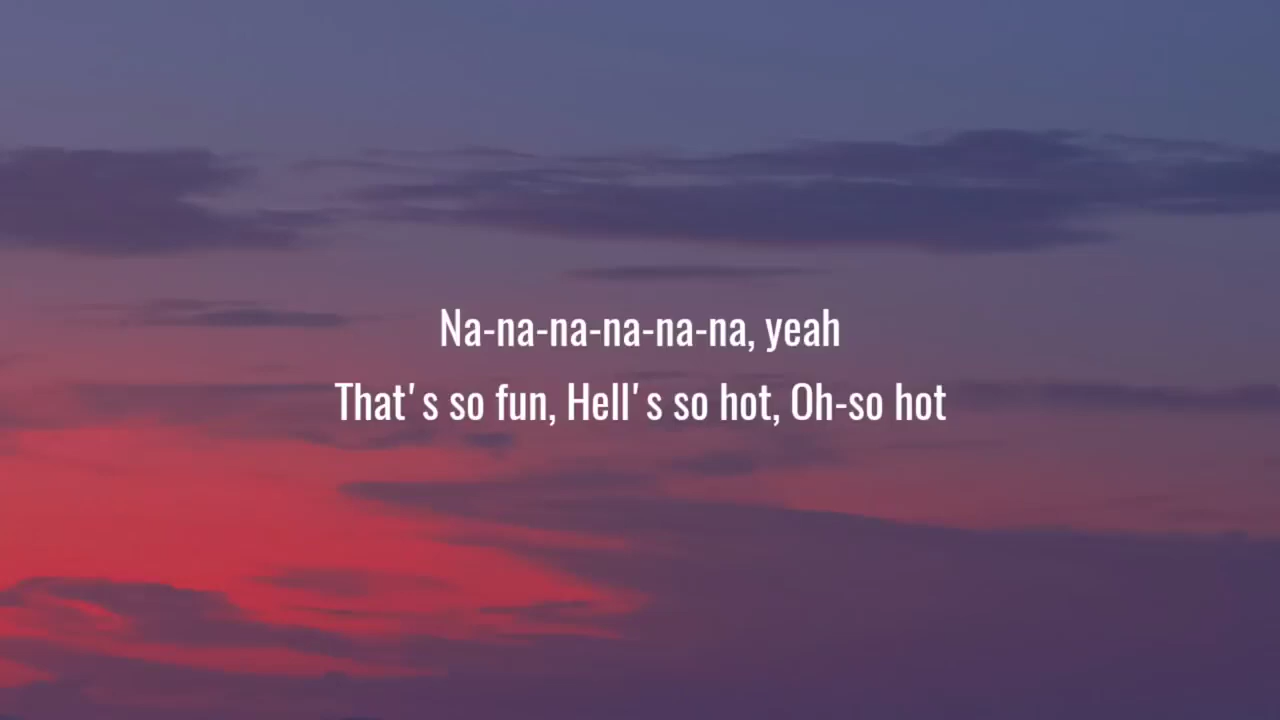 Na-na-na-na-na-na, yeah
That's so fun, Hell's so hot, Oh-so hot